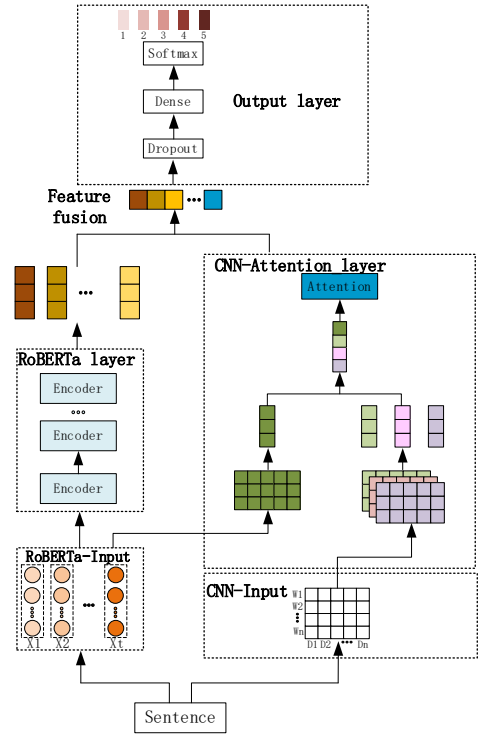 1 2 3 4 5
Softmax
Dense
Output layer
Dropout
Feature
fusion
CNN-Attention layer
Attention
RoBERTa layer
Encoder
Encoder
Encoder
RoBERTa-Input
X1 X2 Xt
CNN-Input
W1
W2
Wn
D1 D2 Dn
Sentence